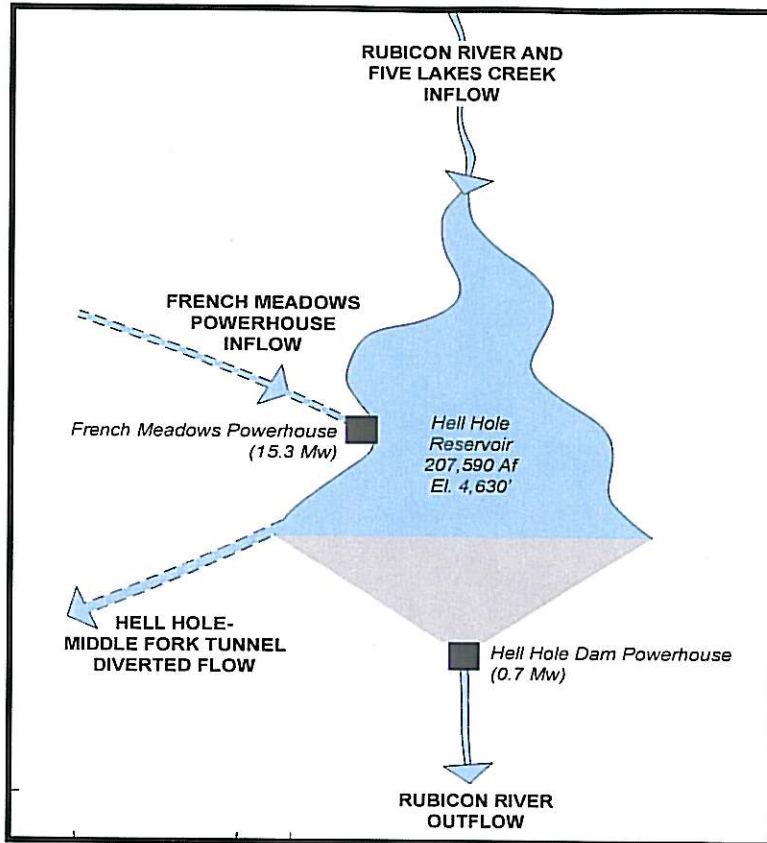 RUBICON RIVER AND
FIVE LAKES CREEK
INFLOW
FRENCH MEADOWS
POWERHOUSE
INFLOW
French Meadows Powerhouse
(15.3 Mw)
Hell Hole
Reservoir
207,590 Af
El. 4,630'
HELL HOLE-
MIDDLE FORK TUNNEL
DIVERTED FLOW
Hell Hole Dam Powerhouse
(0.7 Mw)
RUBICON RIVER
OUTFLOW